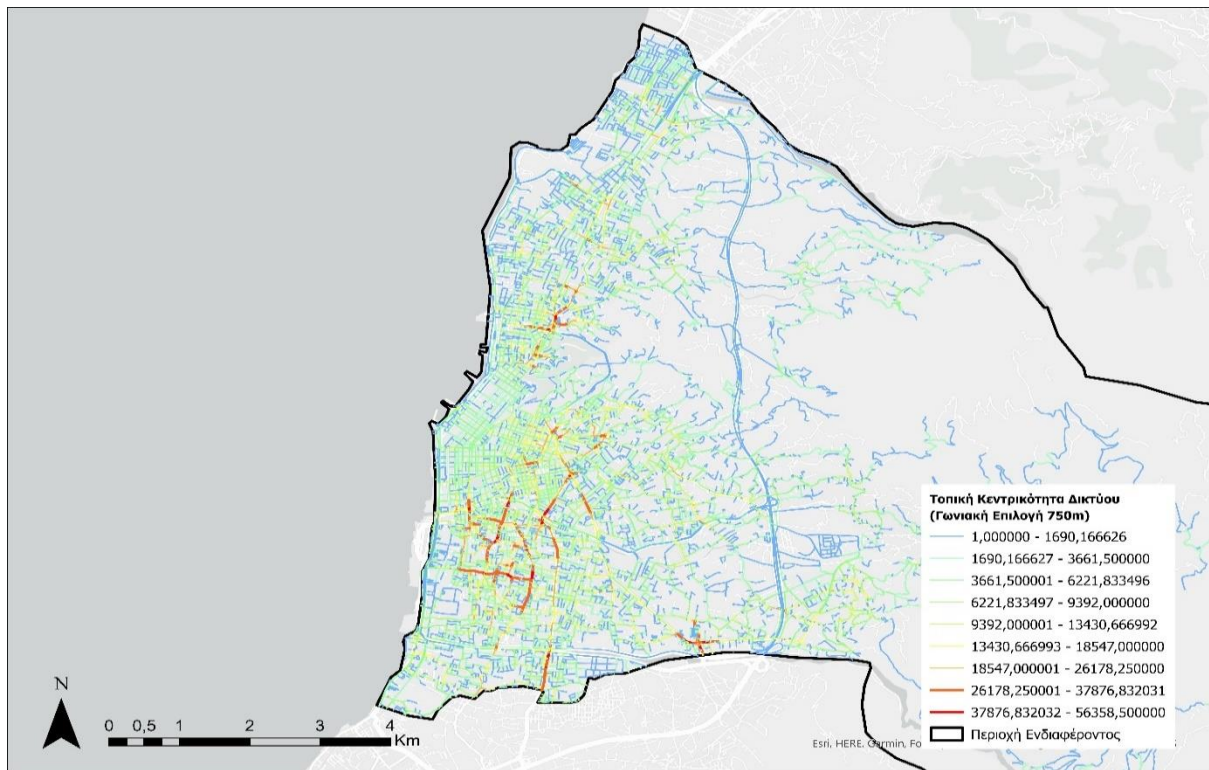 Τοπική Κεντρικότητα Δικτύου
(Γωνιακή Επιλογή 750m)
1,000000 - 1690,166626
1690,166627 - 3661,500000
3661,500001 - 6221,833496
6221,833497 - 9392,000000
9392,000001 - 13430,666992
13430,666993 - 18547,000000
18547,000001 - 26178,250000
26178,250001 - 37876,832031
37876,832032 - 56358,500000
Περιοχή Ενδιαφέροντος
N
0 0,5 1 2 3 4
Km
Esri, HERE, Garmin,